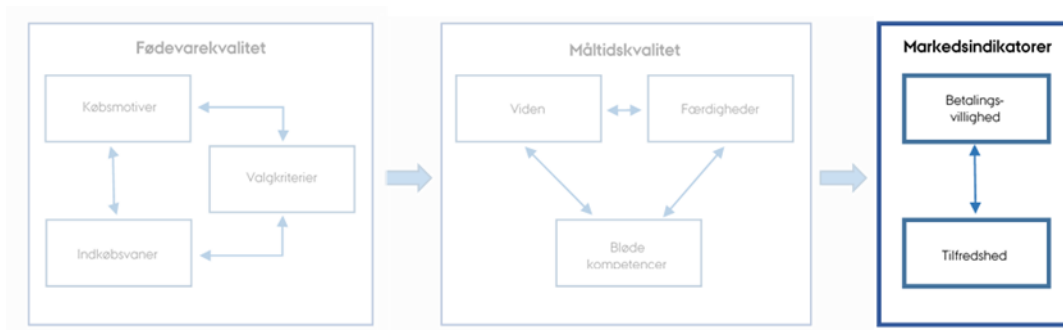 Fødevarekvalitet
Købsmotiver
Valgkriterier
Indkøbsvaner
Måltidskvalitet
Viden
Færdigheder
Bløde
kompetencer
Markedsindikatorer
Betalings-
villighed
Tilfredshed